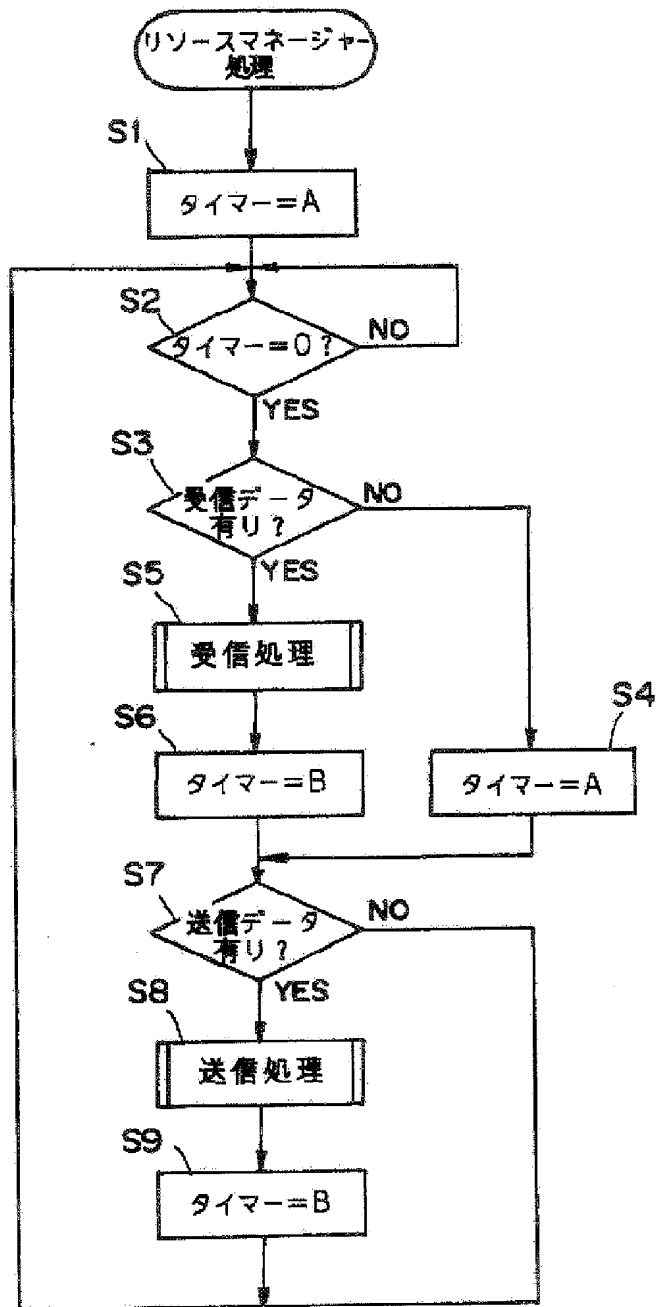 リソースマネージャー
処理
S1
タイマー=A
S2
タイマー=0?
NO
YES
S3
受信データ
有り?
NO
YES
S5
受信処理
S6
タイマー=B
S4
タイマー=A
S7
送信データ
有り?
NO
YES
S8
送信処理
S9
タイマー=B